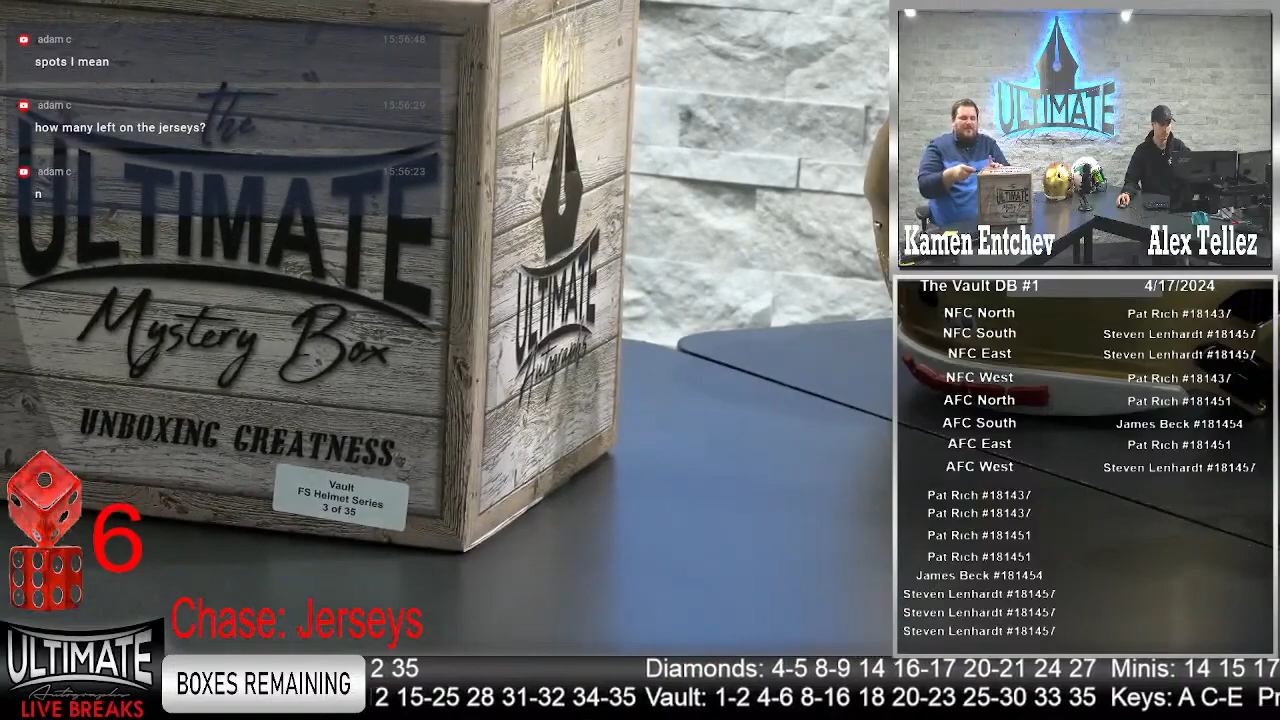 adam c 15:56:48
spots I mean
adam c 15:56:29
how many left on the jerseys?
adam c 15:56:23
n
the
ULTIMATE
Mystery Box
UNBOXING GREATNESS
Vault
FS Helmet Series
3 of 35
ULTIMATE
Autographs
ULTIMATE
ULTIMATE
Kamen Entchev
Alex Tellez
The Vault DB #1 4/17/2024
NFC North Pat Rich #181437
NFC South Steven Lenhardt #181457
NFC East Steven Lenhardt #181457
NFC West Pat Rich #181437
AFC North Pat Rich #181451
AFC South James Beck #181454
AFC East Pat Rich #181451
AFC West Steven Lenhardt #181457
Pat Rich #181437
Pat Rich #181437
Pat Rich #181451
Pat Rich #181451
James Beck #181454
Steven Lenhardt #181457
Steven Lenhardt #181457
Steven Lenhardt #181457
6
Chase: Jerseys
ULTIMATE
Autographs
LIVE BREAKS
BOXES REMAINING
2 35 Diamonds: 4-5 8-9 14 16-17 20-21 24 27 Minis: 14 15 17
2 15-25 28 31-32 34-35 Vault: 1-2 4-6 8-16 18 20-23 25-30 33 35 Keys: A C-E Pr